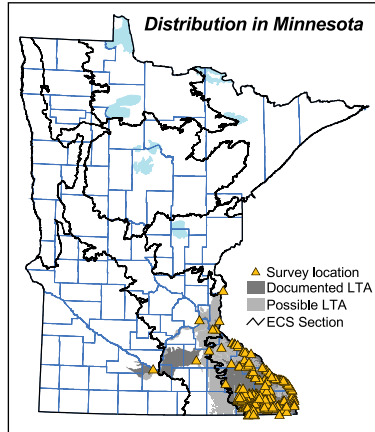 Distribution in Minnesota
Survey location
Documented LTA
Possible LTA
ECS Section